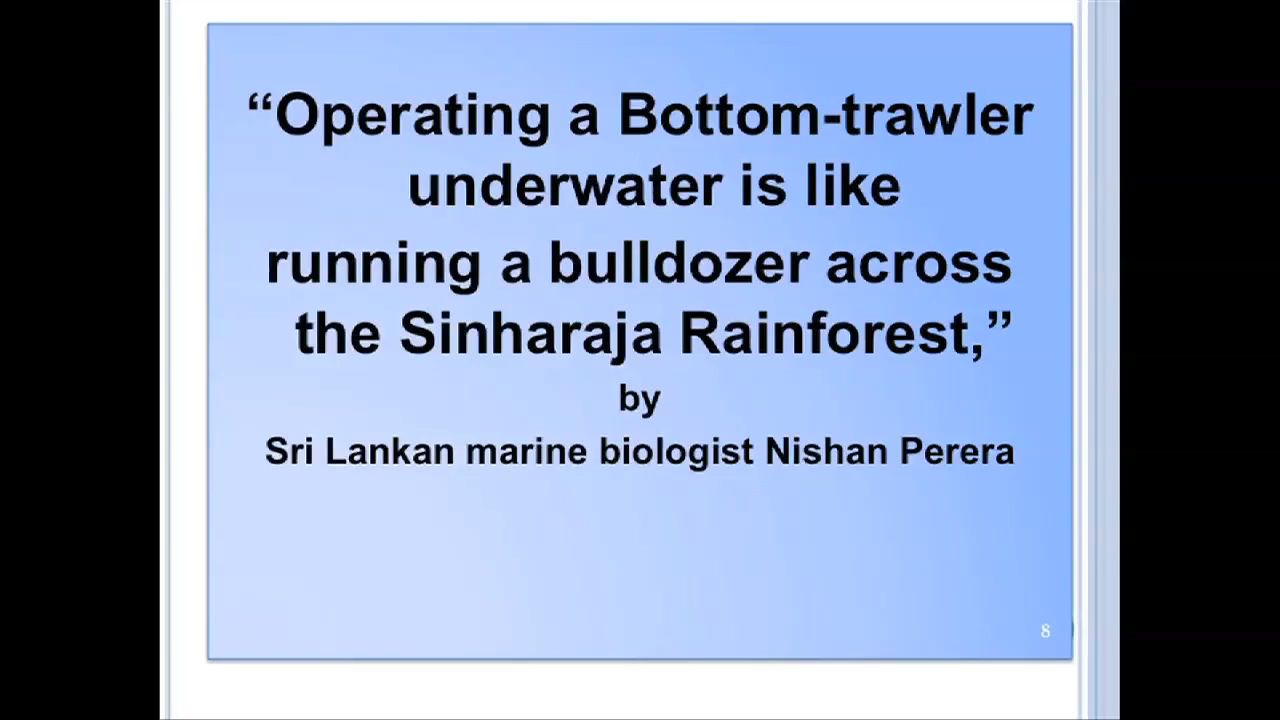 “Operating a Bottom-trawler
underwater is like
running a bulldozer across
the Sinharaja Rainforest,”
by
Sri Lankan marine biologist Nishan Perera
8